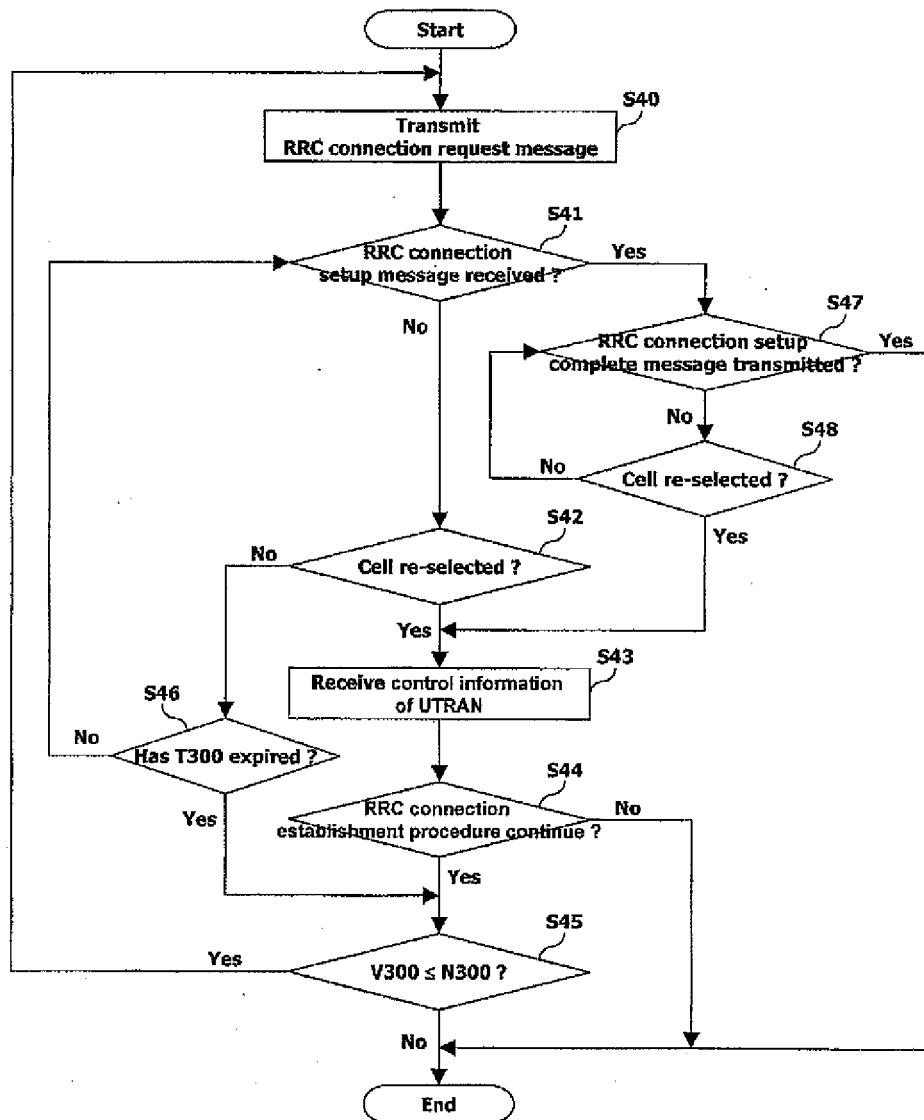 Start
S40
Transmit
RRC connection request message
S41
RRC connection
setup message received ?
Yes
No
S47
RRC connection setup
complete message transmitted ?
Yes
No
S48
Cell re-selected ?
No
Yes
S42
Cell re-selected ?
No
Yes
S43
Receive control information
of UTRAN
S46
Has T300 expired ?
No
Yes
S44
RRC connection
establishment procedure continue ?
No
Yes
S45
V300 ≤ N300 ?
Yes
No
End